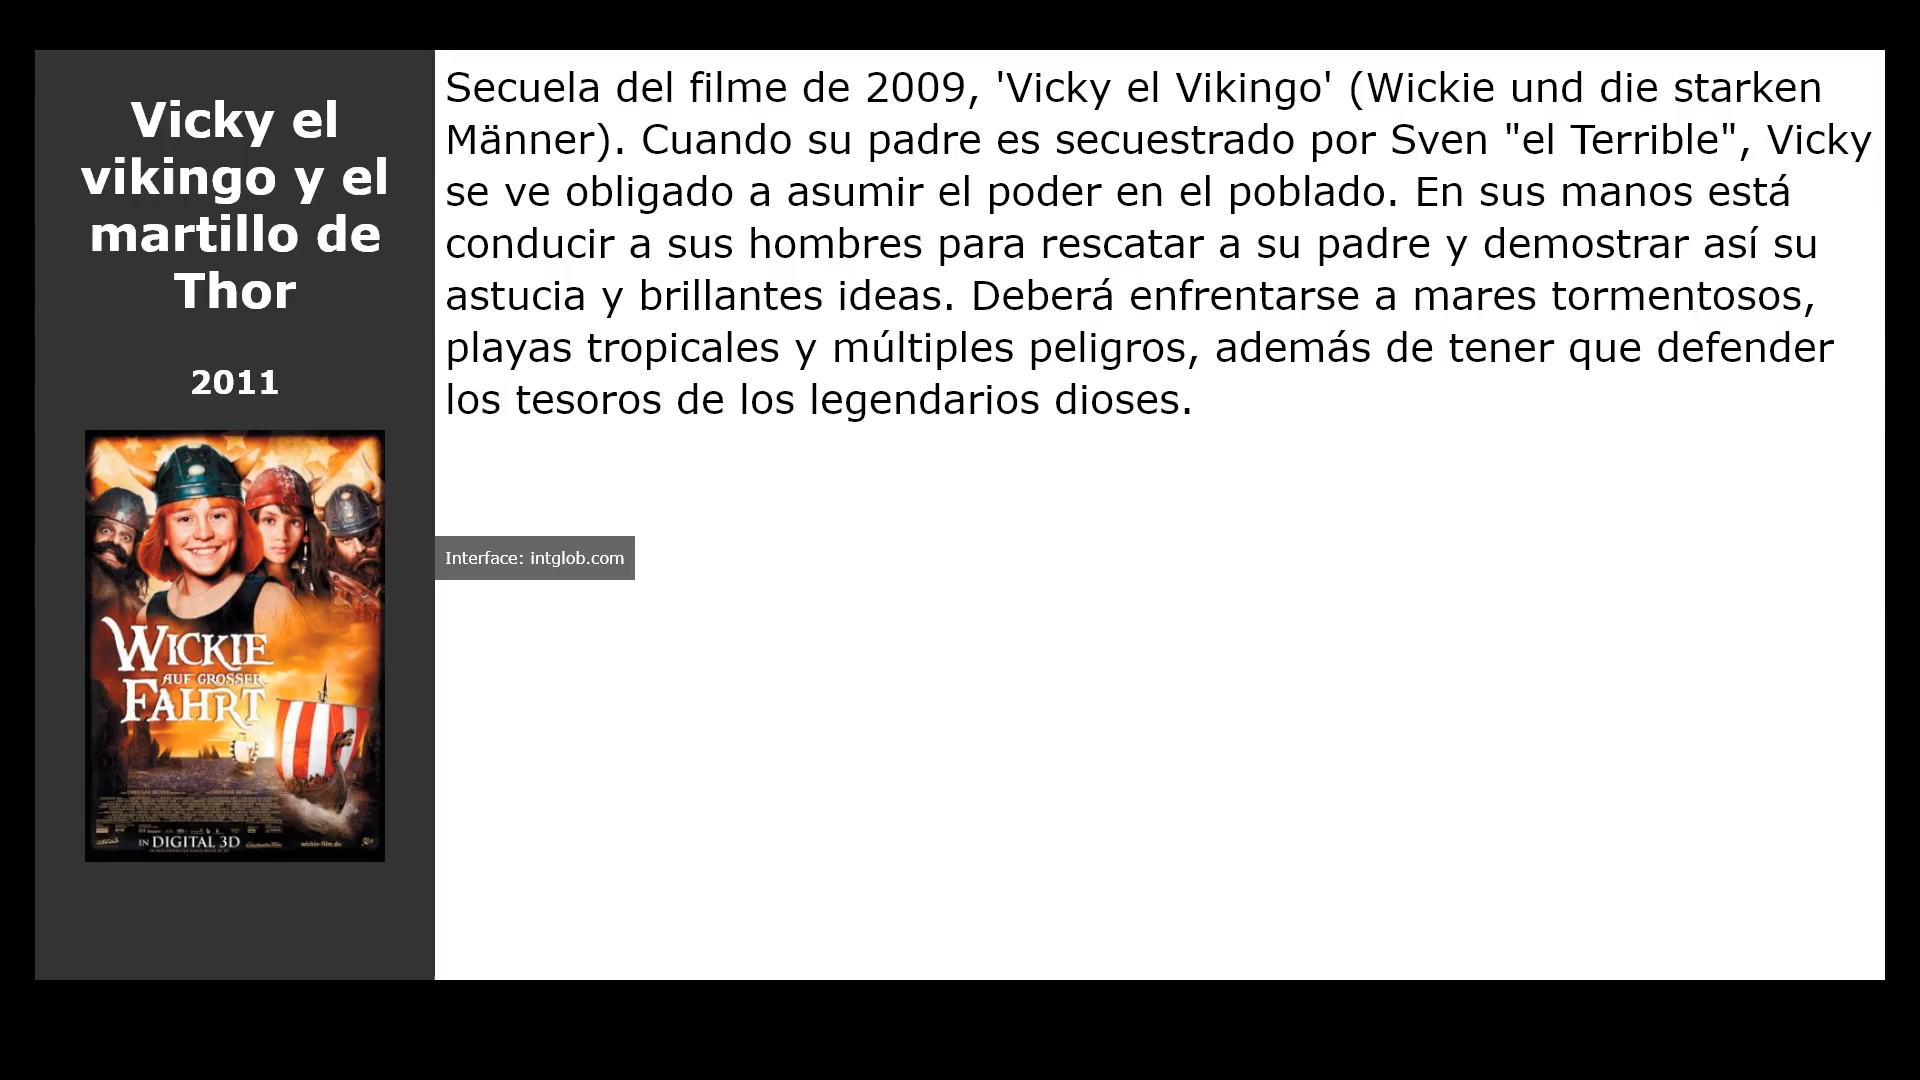 Vicky el
vikingo y el
martillo de
Thor
2011
WICKIE
AUF GROSSER
FAHRT
IN DIGITAL 3D
wickie-film.de
Secuela del filme de 2009, 'Vicky el Vikingo' (Wickie und die starken
Männer). Cuando su padre es secuestrado por Sven "el Terrible", Vicky
se ve obligado a asumir el poder en el poblado. En sus manos está
conducir a sus hombres para rescatar a su padre y demostrar así su
astucia y brillantes ideas. Deberá enfrentarse a mares tormentosos,
playas tropicales y múltiples peligros, además de tener que defender
los tesoros de los legendarios dioses.
Interface: intglob.com